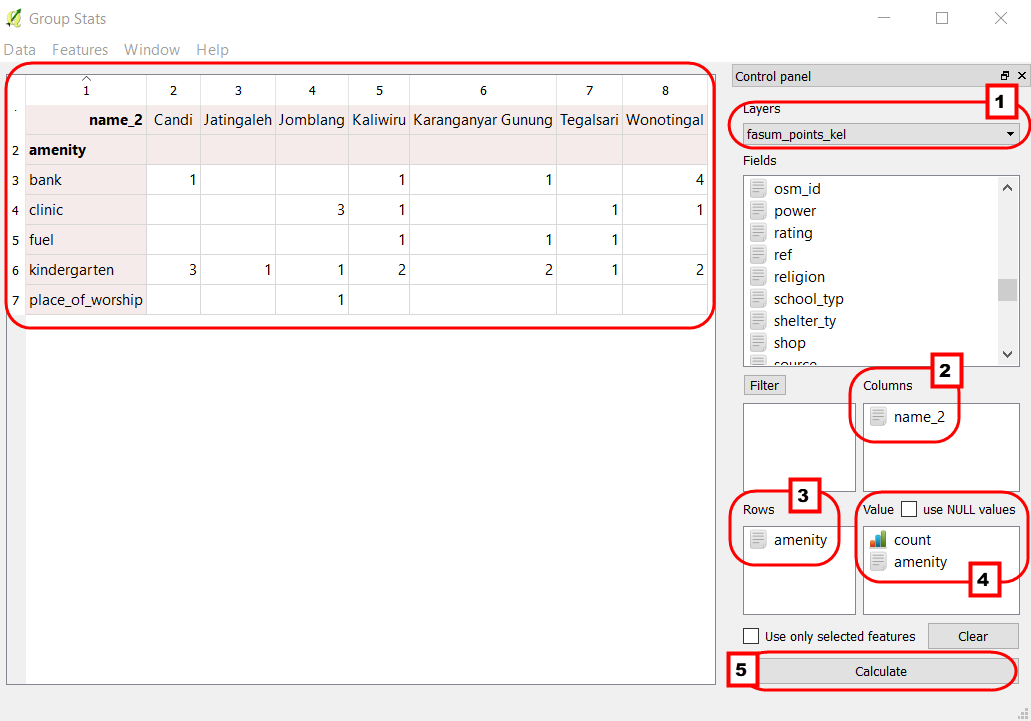 Group Stats
Data Features Window Help
1 2 3 4 5 6 7 8
name_2 Candi Jatingaleh Jomblang Kaliwiru Karanganyar Gunung Tegalsari Wonotingal
2 amenity
3 bank 1 1 1 4
4 clinic 3 1 1 1
5 fuel 1 1 1
6 kindergarten 3 1 1 2 2 1 2
7 place_of_worship 1
Control panel
1
Layers
fasum_points_kel
Fields
osm_id
power
rating
ref
religion
school_typ
shelter_ty
shop
source
2
Filter Columns
name_2
3
Rows Value use NULL values
amenity count
amenity
4
Use only selected features Clear
5 Calculate